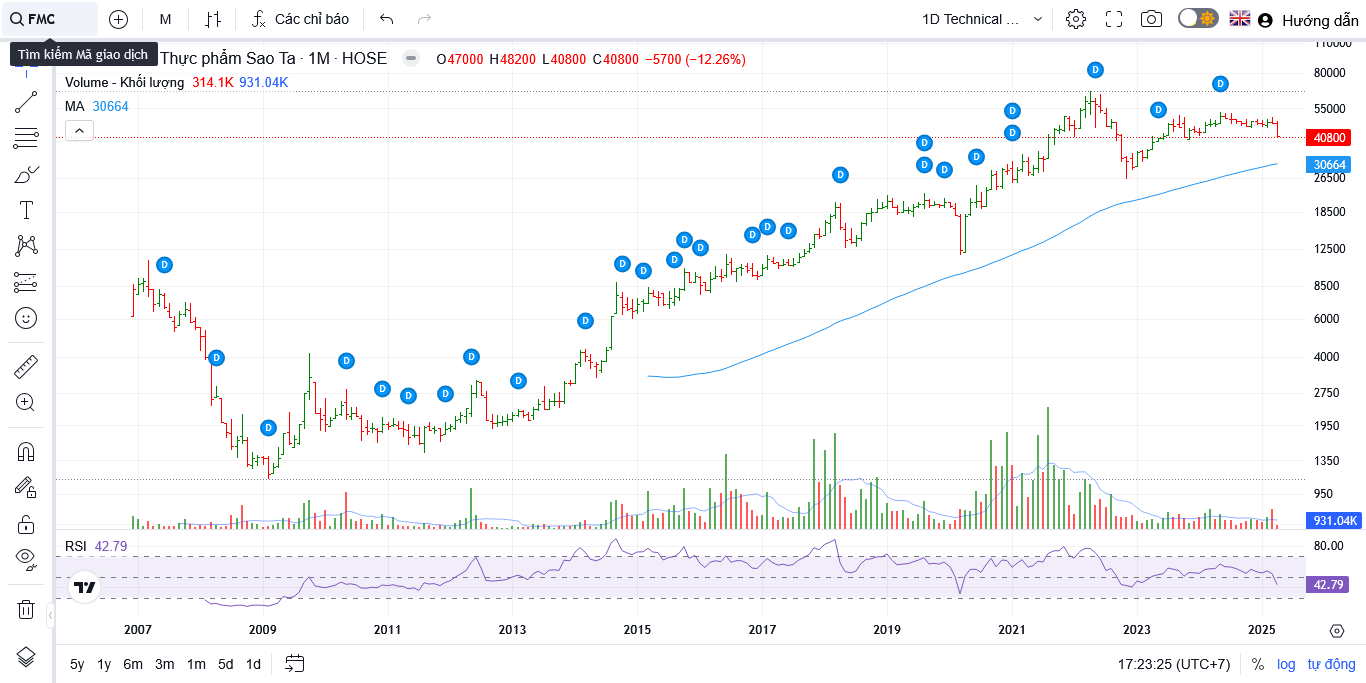 FMC
M
Các chỉ báo
1D Technical ...
Hướng dẫn
Tìm kiếm Mã giao dịch
Thực phẩm Sao Ta · 1M · HOSE
O47000 H48200 L40800 C40800 −5700 (−12.26%)
Volume - Khối lượng 314.1K 931.04K
MA 30664
110000
80000
55000
40800
30664
26500
18500
12500
8500
6000
4000
2750
1950
1350
950
931.04K
D D D D D D D D D D D D D D D D D D D D D D D D D D D D D D
RSI 42.79
80.00
42.79
2007 2009 2011 2013 2015 2017 2019 2021 2023 2025
5y 1y 6m 3m 1m 5d 1d
17:23:25 (UTC+7) % log tự động